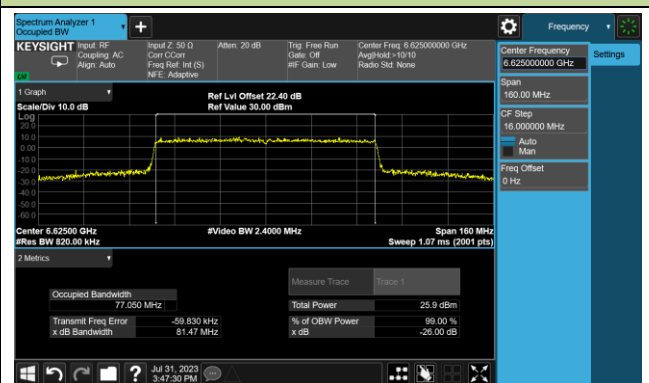 Spectrum Analyzer 1
Occupied BW
+
Frequency
KEYSIGHT
Input: RF
Coupling: AC
Align: Auto
Input Z: 50 Ω
Corr CCorr
Freq Ref: Int (S)
NFE: Adaptive
Atten: 20 dB
Trig: Free Run
Gate: Off
#IF Gain: Low
Center Freq: 6.625000000 GHz
Avg|Hold:>10/10
Radio Std: None
1 Graph
Scale/Div 10.0 dB
Ref Lvl Offset 22.40 dB
Ref Value 30.00 dBm
Log
20.0
10.0
0.00
-10.0
-20.0
-30.0
-40.0
-50.0
-60.0
Center 6.62500 GHz
#Res BW 820.00 kHz
#Video BW 2.4000 MHz
Span 160 MHz
Sweep 1.07 ms (2001 pts)
2 Metrics
Measure Trace
Trace 1
Occupied Bandwidth
77.050 MHz
Total Power
25.9 dBm
Transmit Freq Error
-59.830 kHz
% of OBW Power
99.00 %
x dB Bandwidth
81.47 MHz
x dB
-26.00 dB
Center Frequency
6.625000000 GHz
Settings
Span
160.00 MHz
CF Step
16.000000 MHz
Auto
Man
Freq Offset
0 Hz
?
Jul 31, 2023
3:47:30 PM